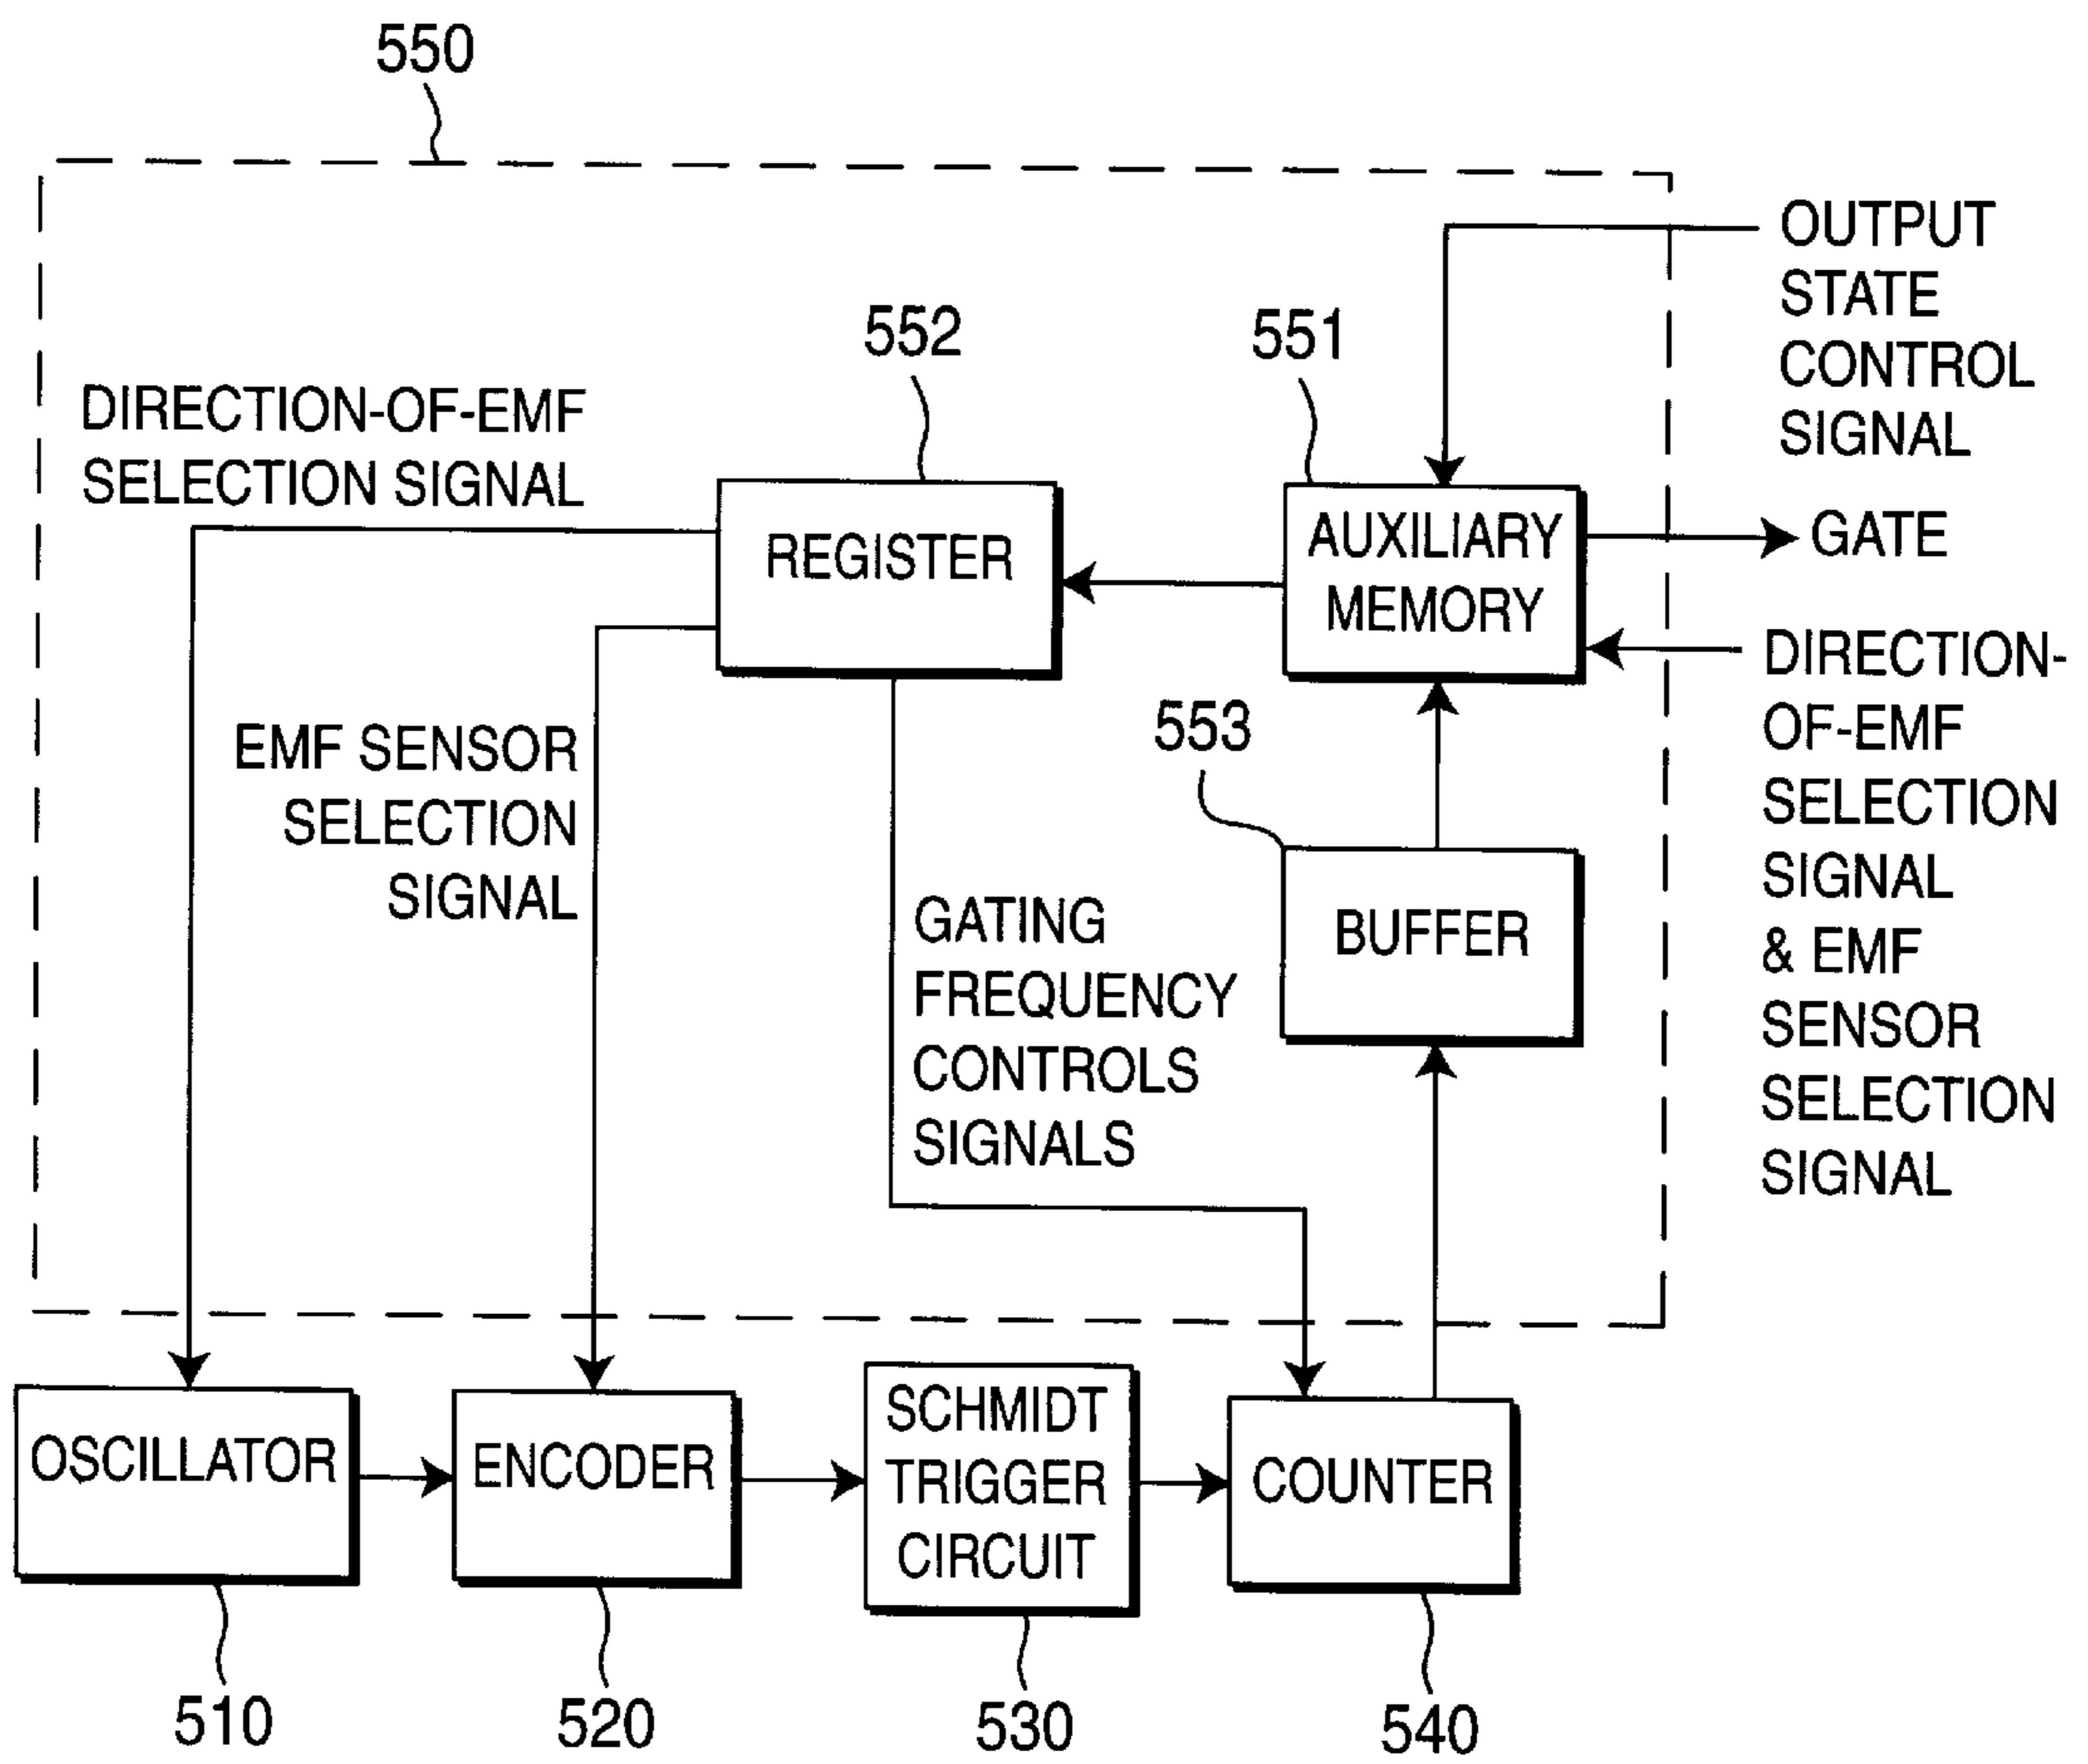 550
OUTPUT
STATE
CONTROL
SIGNAL
552
551
DIRECTION-OF-EMF
SELECTION SIGNAL
REGISTER
AUXILIARY
MEMORY
GATE
DIRECTION-
OF-EMF
SELECTION
SIGNAL
& EMF
SENSOR
SELECTION
SIGNAL
EMF SENSOR
SELECTION
SIGNAL
553
BUFFER
GATING
FREQUENCY
CONTROLS
SIGNALS
OSCILLATOR
ENCODER
SCHMIDT
TRIGGER
CIRCUIT
COUNTER
510
520
530
540